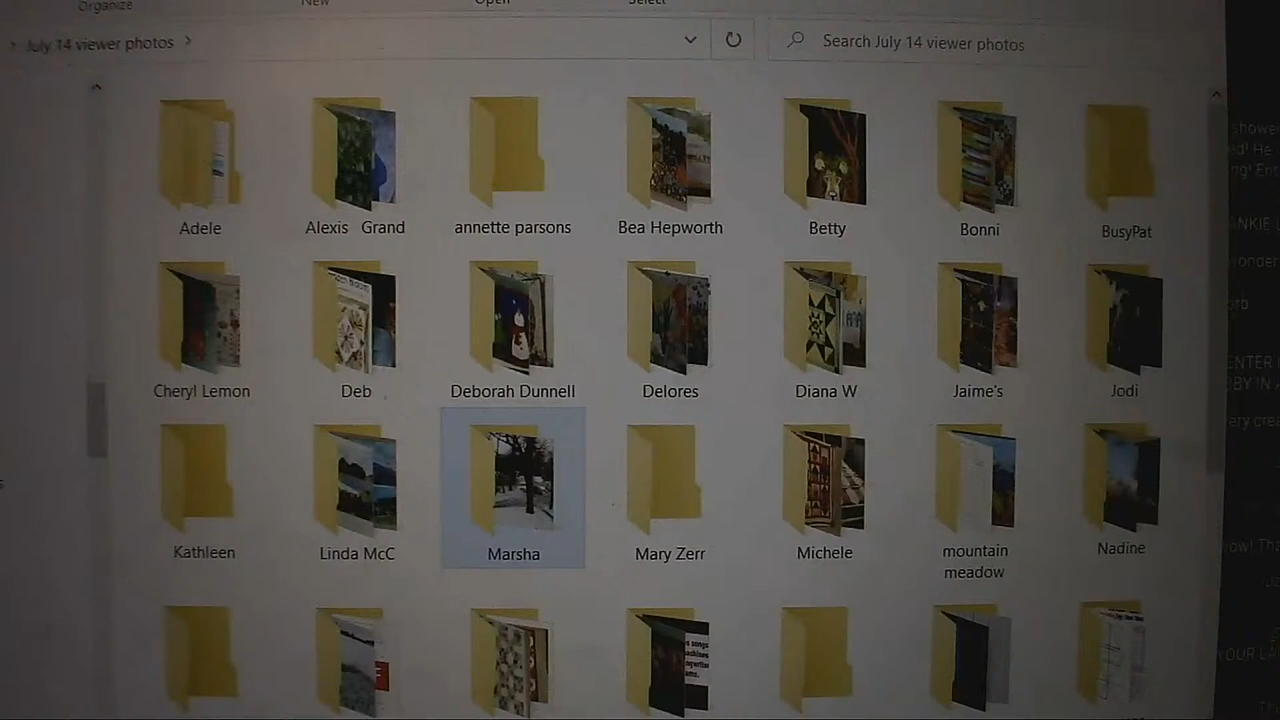 Organize
New
Open
Select
July 14 viewer photos
Search July 14 viewer photos
Adele
Alexis Grand
annette parsons
Bea Hepworth
Betty
Bonni
BusyPat
Cheryl Lemon
Deb
Deborah Dunnell
Delores
Diana W
Jaime's
Jodi
Kathleen
Linda McC
Marsha
Mary Zerr
Michele
mountain
meadow
Nadine